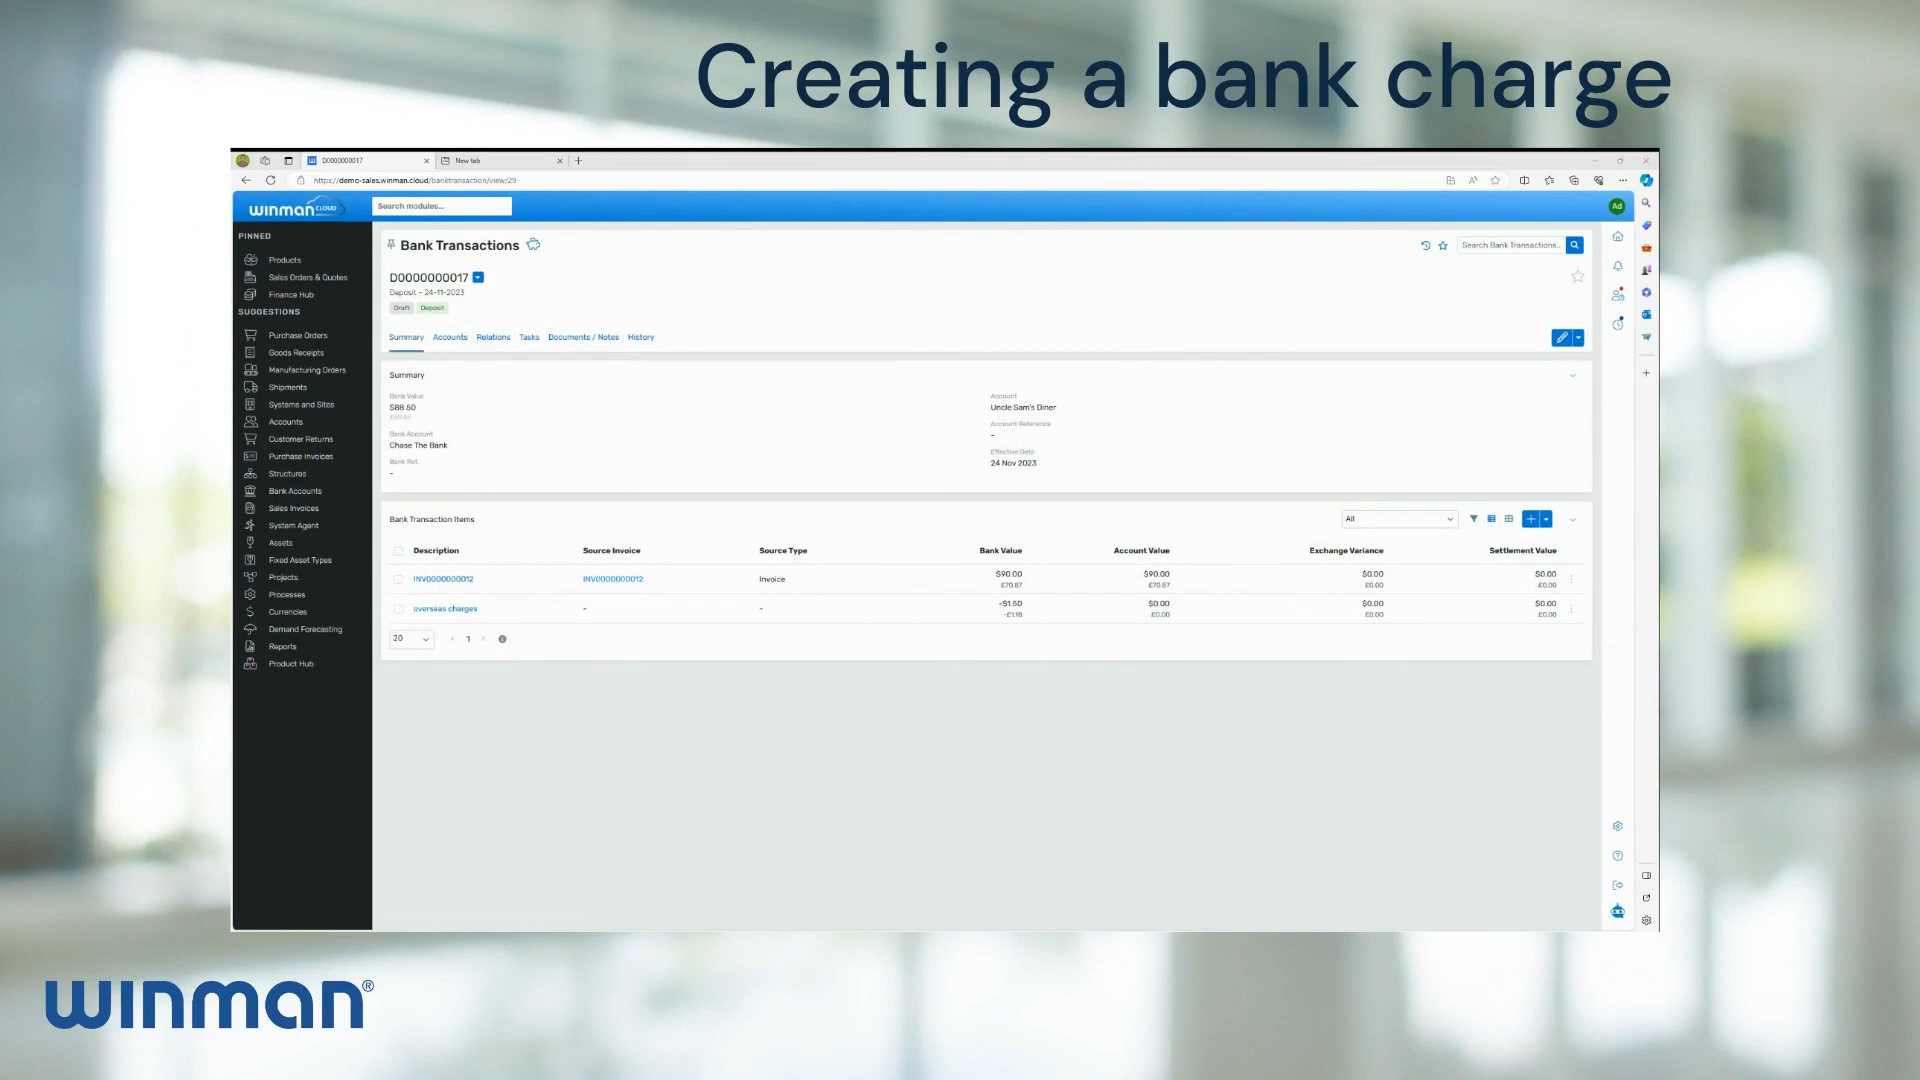 Creating a bank charge
D0000000017
New tab
https://demo-sales.winman.cloud/banktransaction/view/29
winman CLOUD
Search modules...
Ad
PINNED
Products
Sales Orders & Quotes
Finance Hub
SUGGESTIONS
Purchase Orders
Goods Receipts
Manufacturing Orders
Shipments
Systems and Sites
Accounts
Customer Returns
Purchase Invoices
Structures
Bank Accounts
Sales Invoices
System Agent
Assets
Fixed Asset Types
Projects
Processes
Currencies
Demand Forecasting
Reports
Product Hub
Bank Transactions
Search Bank Transactions...
D0000000017
Deposit - 24-11-2023
Draft Deposit
Summary Accounts Relations Tasks Documents / Notes History
Summary
Bank Value
$88.50
Bank Account
Chase The Bank
Bank Ref.
-
Account
Uncle Sam's Diner
Account Reference
-
Effective Date
24 Nov 2023
Bank Transaction Items
All
Description Source Invoice Source Type Bank Value Account Value Exchange Variance Settlement Value
INV0000000012 INV0000000012 Invoice $90.00 $90.00 $0.00 $0.00
£70.87 £70.87 £0.00 £0.00
overseas charges - - -$1.50 $0.00 $0.00 $0.00
-£1.18 £0.00 £0.00 £0.00
20 1
winman®